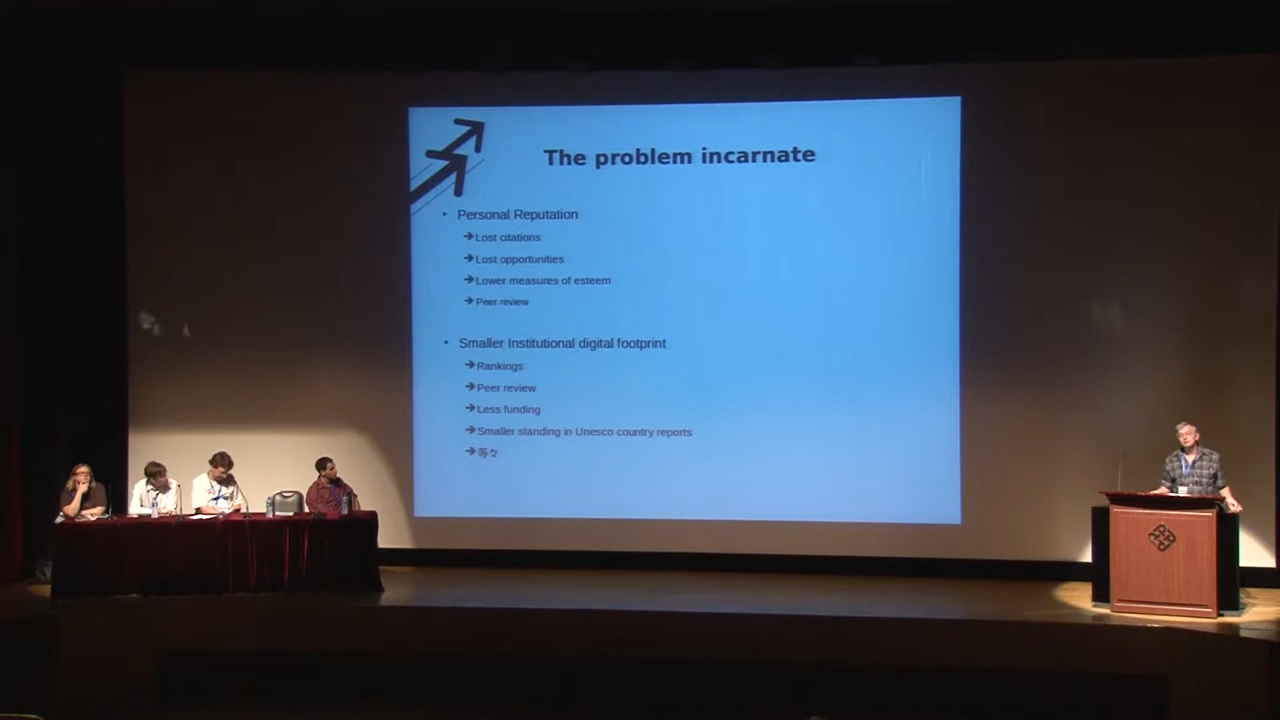 The problem incarnate
• Personal Reputation
➔Lost citations
➔Lost opportunities
➔Lower measures of esteem
➔Peer review
• Smaller Institutional digital footprint
➔Rankings
➔Peer review
➔Less funding
➔Smaller standing in Unesco country reports
➔等々